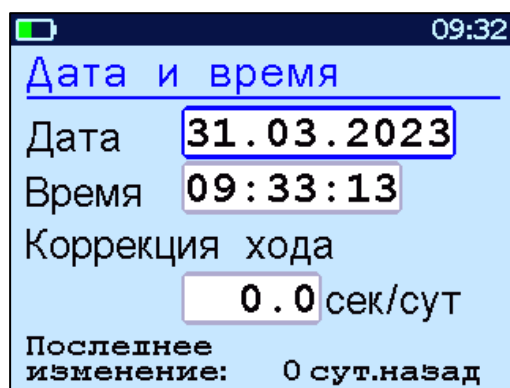 09:32
Дата и время
Дата 31.03.2023
Время 09:33:13
Коррекция хода
0.0 сек/сут
Последнее
изменение: 0 сут.назад